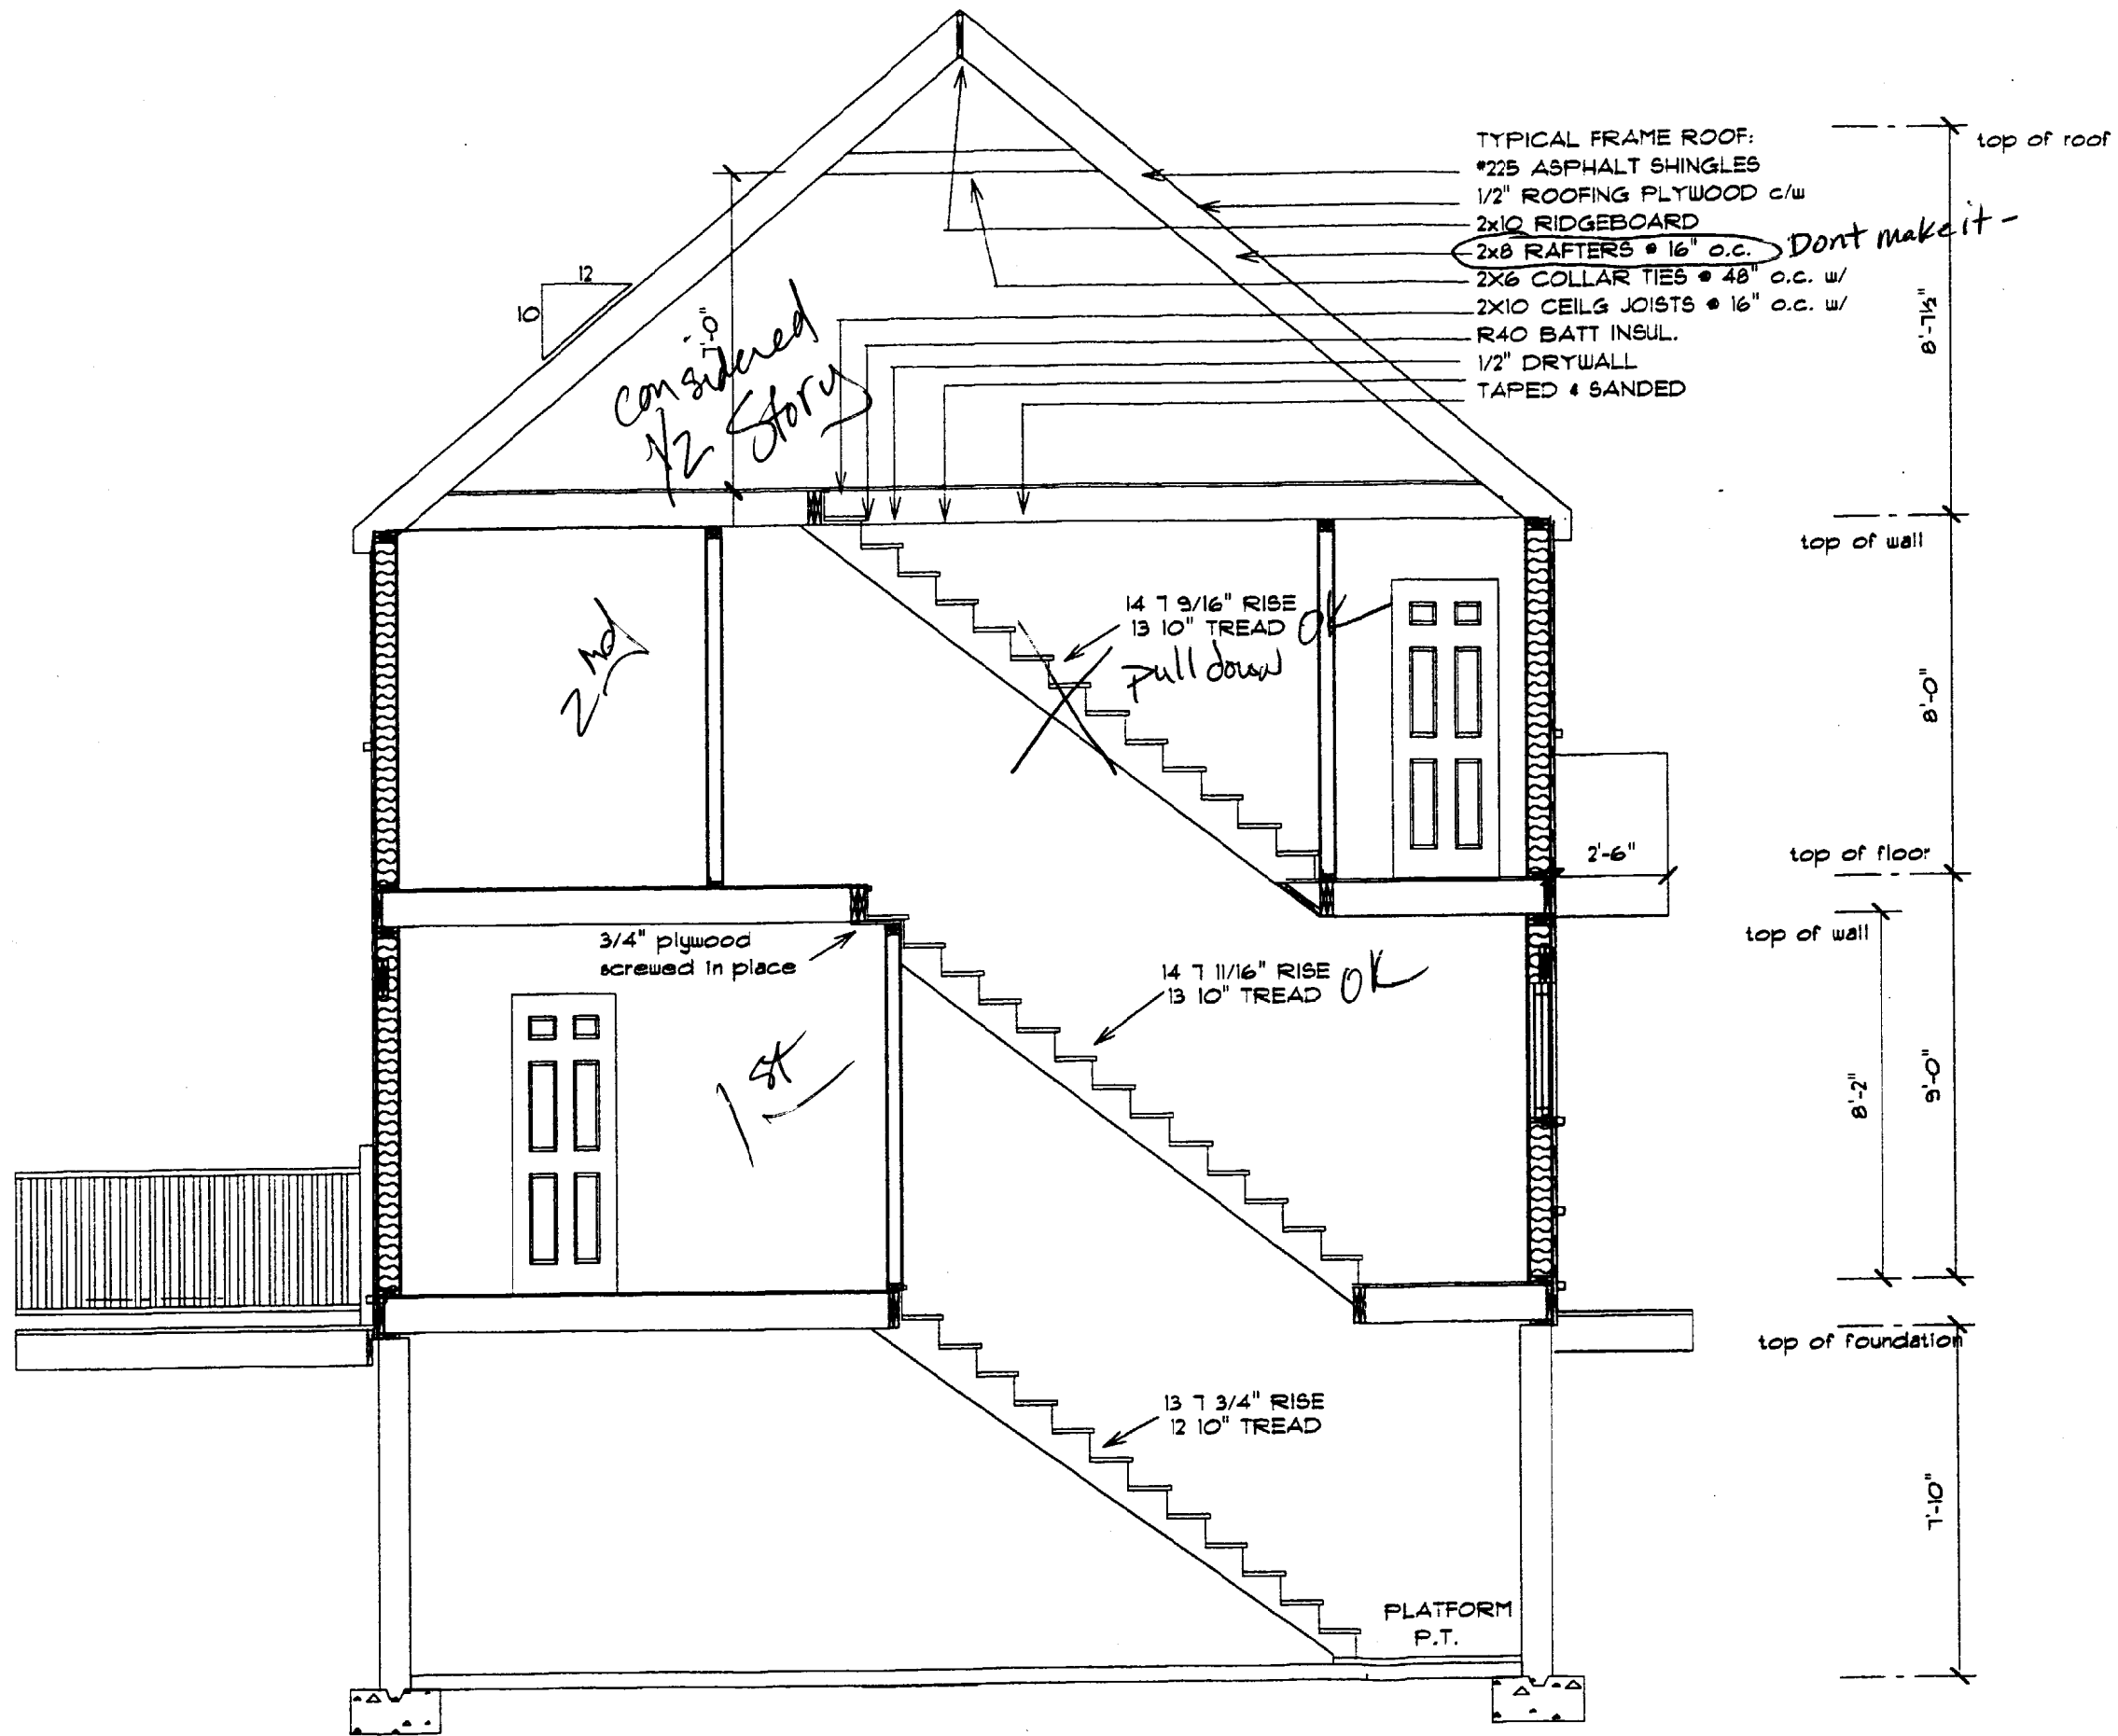 TYPICAL FRAME ROOF:
#225 ASPHALT SHINGLES
1/2" ROOFING PLYWOOD c/w
2x10 RIDGEBOARD
2x8 RAFTERS @ 16" o.c.
Dont make it -
2X6 COLLAR TIES @ 48" o.c. w/
2X10 CEILG JOISTS @ 16" o.c. w/
R40 BATT INSUL.
1/2" DRYWALL
TAPED & SANDED
top of roof
8'-7½"
12
10
7'-0"
considered
1/2 Story
top of wall
2nd
14 7 9/16" RISE
13 10" TREAD OK
pull down
8'-0"
2'-6"
top of floor
top of wall
3/4" plywood
screwed in place
14 7 11/16" RISE
13 10" TREAD OK
1st
8'-2"
9'-0"
top of foundation
13 7 3/4" RISE
12 10" TREAD
7'-10"
PLATFORM
P.T.